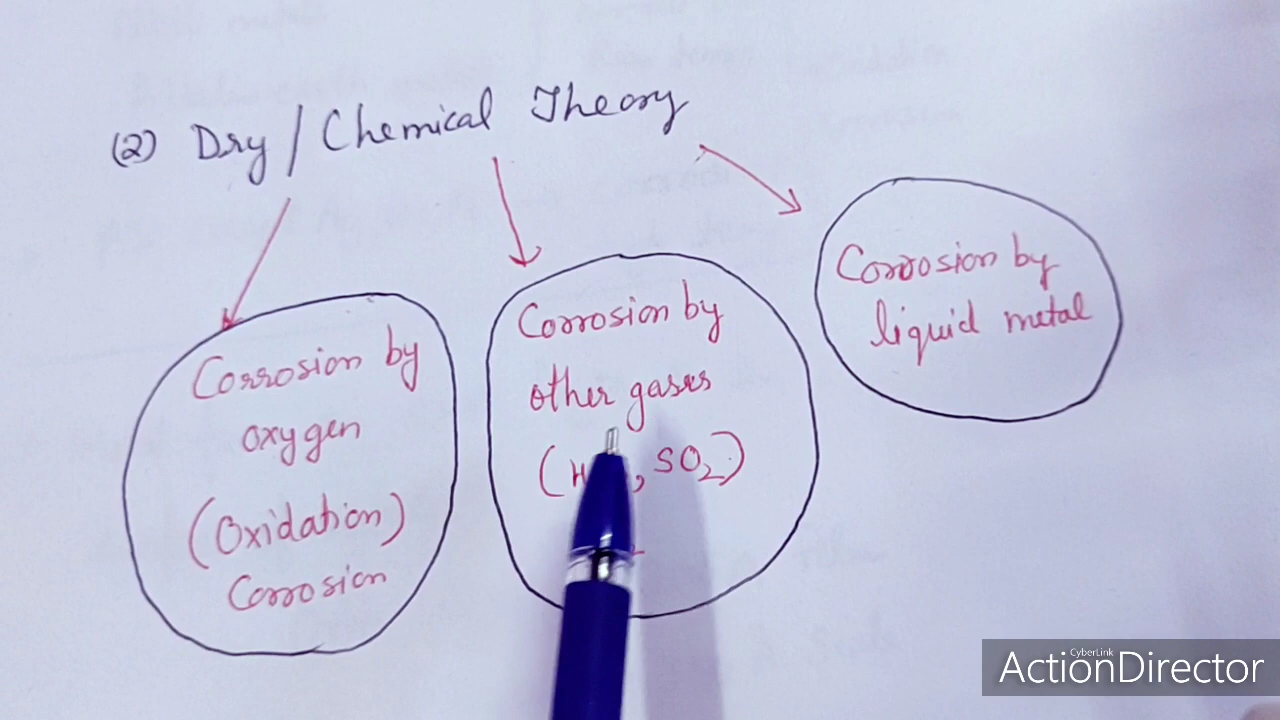 (2) Dry / Chemical Theory
Corrosion by
oxygen
(Oxidation)
Corrosion
Corrosion by
other gases
, SO2)
Corrosion by
liquid metal
CyberLink
ActionDirector